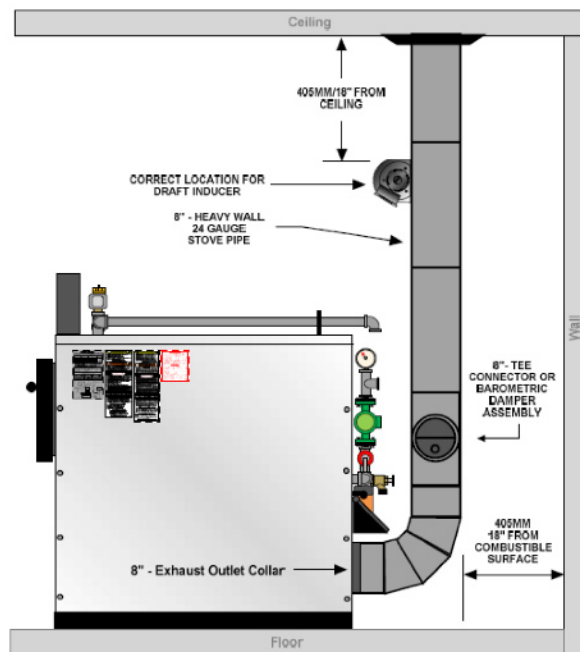 Ceiling
405MM/18" FROM
CEILING
CORRECT LOCATION FOR
DRAFT INDUCER
8" - HEAVY WALL
24 GAUGE
STOVE PIPE
Wall
8"- TEE
CONNECTOR OR
BAROMETRIC
DAMPER
ASSEMBLY
405MM
18" FROM
COMBUSTIBLE
SURFACE
8" - Exhaust Outlet Collar
Floor